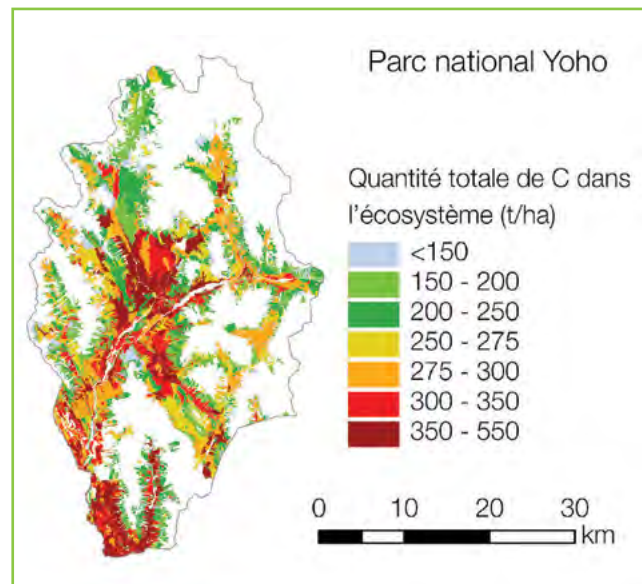 Parc national Yoho
Quantité totale de C dans
l'écosystème (t/ha)
<150
150 - 200
200 - 250
250 - 275
275 - 300
300 - 350
350 - 550
0 10 20 30
km